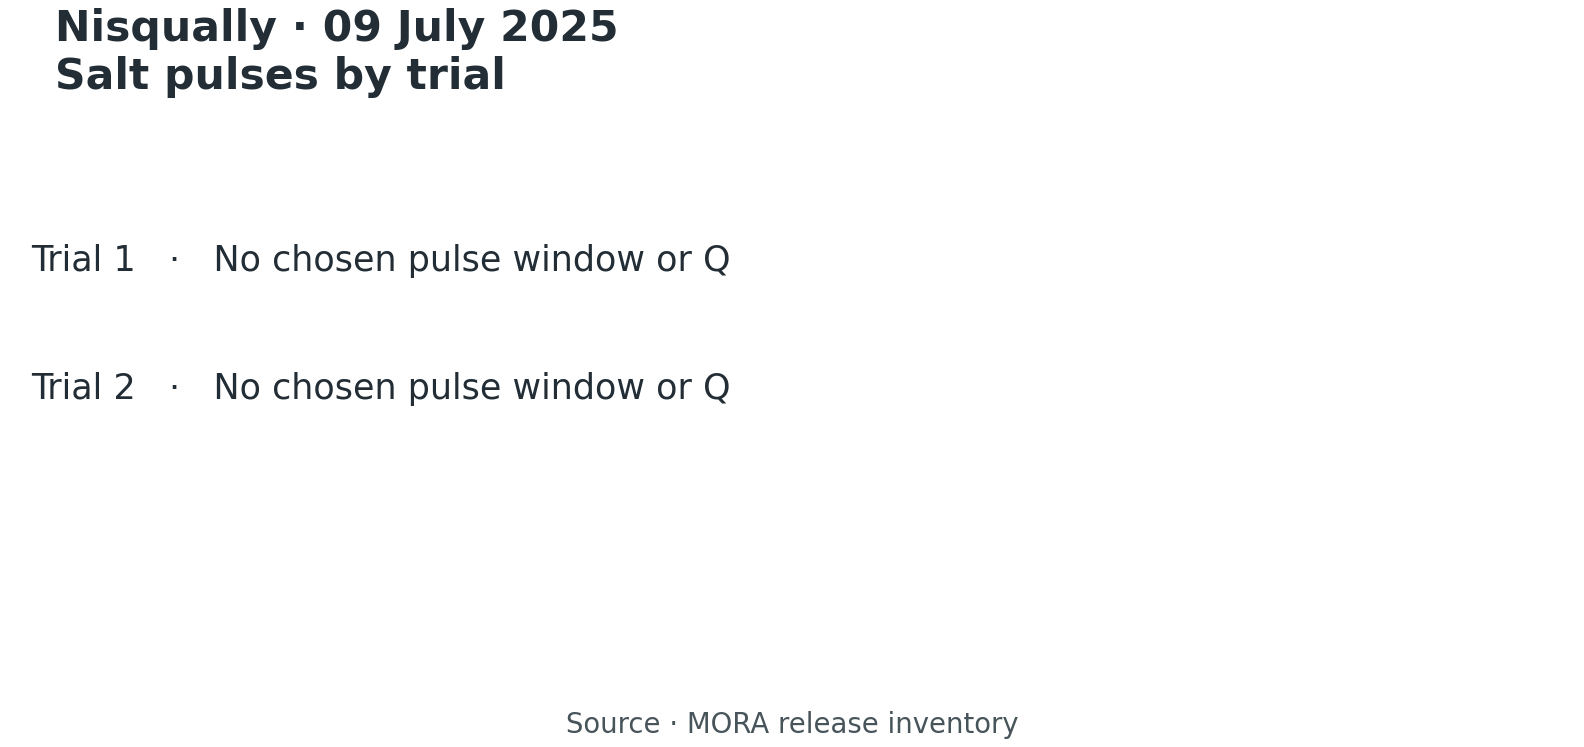 Nisqually · 09 July 2025
Salt pulses by trial
Trial 1 · No chosen pulse window or Q
Trial 2 · No chosen pulse window or Q
Source · MORA release inventory